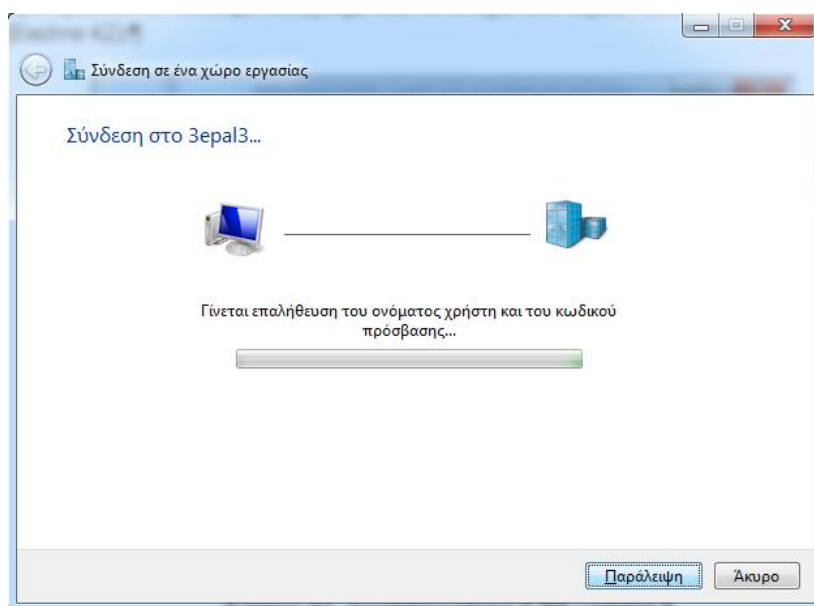 Σύνδεση σε ένα χώρο εργασίας
Σύνδεση στο 3epal3...
Γίνεται επαλήθευση του ονόματος χρήστη και του κωδικού
πρόσβασης...
Παράλειψη
Άκυρο